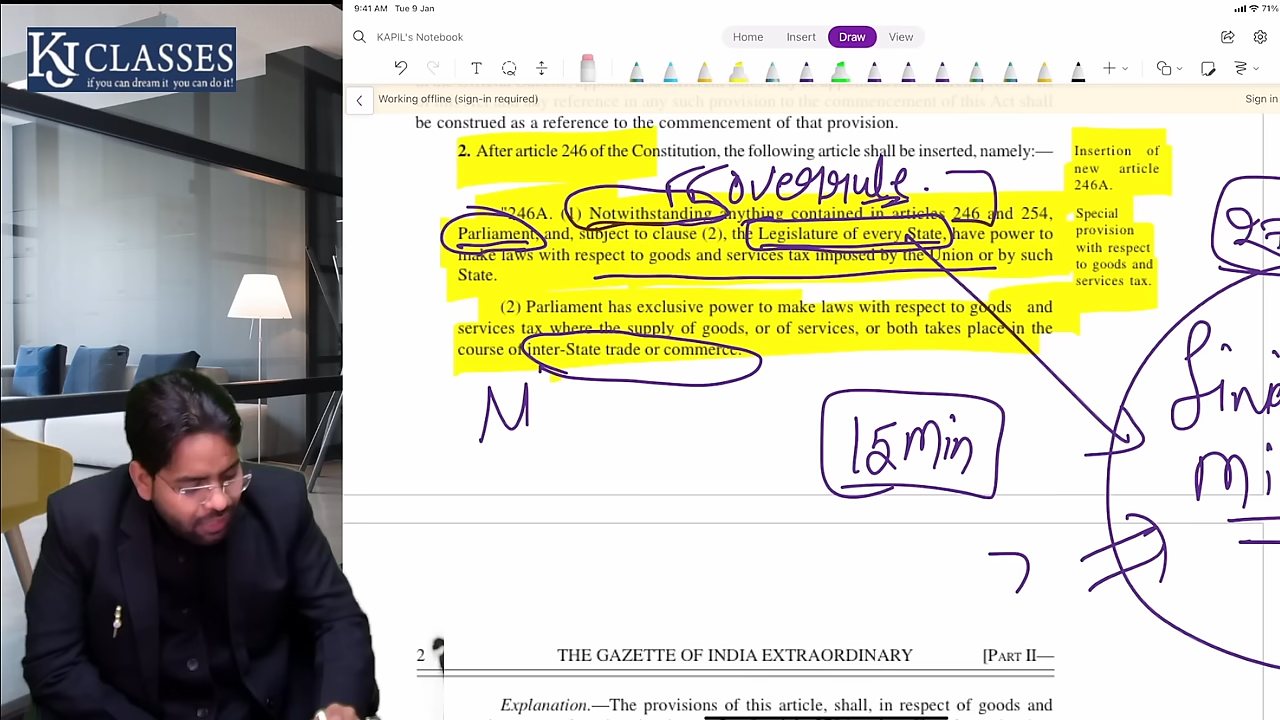 KJ CLASSES
if you can dream it you can do it!
9:41 AM Tue 9 Jan
71%
KAPIL's Notebook
Home Insert Draw View
Working offline (sign-in required)
Sign in
be construed as a reference to the commencement of that provision.
2. After article 246 of the Constitution, the following article shall be inserted, namely:—
Insertion of
new article
246A.
overrule.
"246A. (1) Notwithstanding anything contained in articles 246 and 254,
Parliament, and, subject to clause (2), the Legislature of every State, have power to
make laws with respect to goods and services tax imposed by the Union or by such
State.
Special
provision
with respect
to goods and
services tax.
(2) Parliament has exclusive power to make laws with respect to goods and
services tax where the supply of goods, or of services, or both takes place in the
course of inter-State trade or commerce.
M
15 min
2 THE GAZETTE OF INDIA EXTRAORDINARY [PART II—
Explanation.—The provisions of this article, shall, in respect of goods and